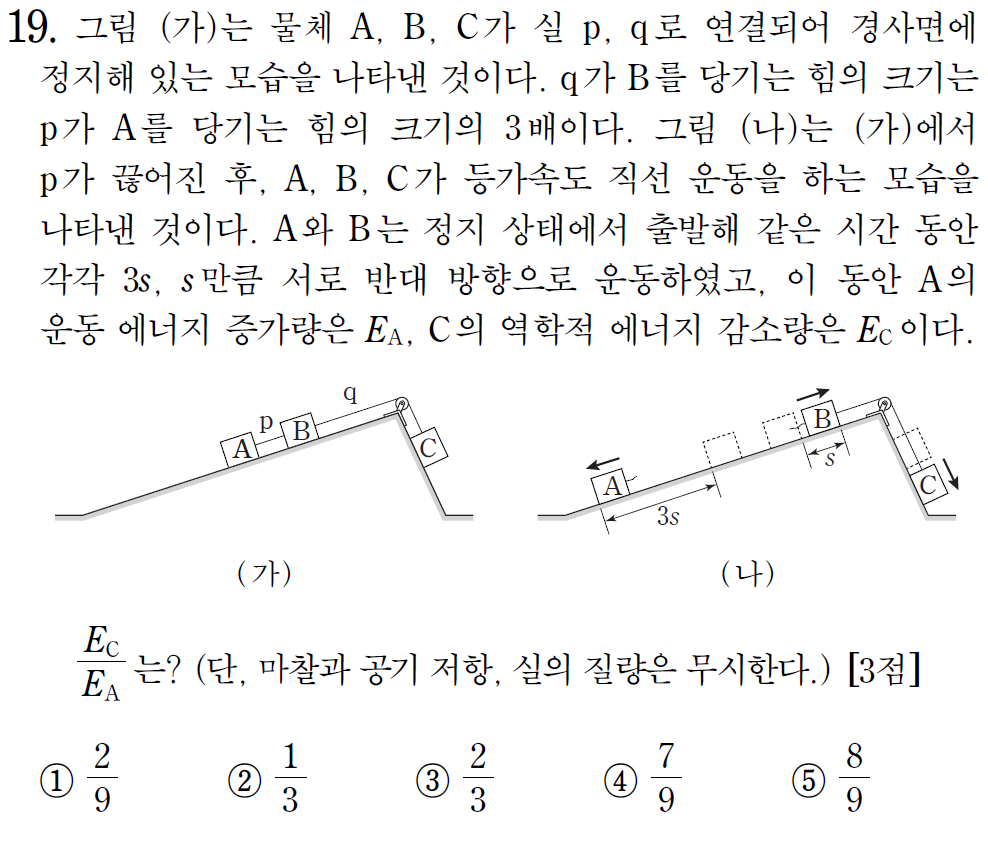 19. 그림 (가)는 물체 A, B, C가 실 p, q로 연결되어 경사면에
정지해 있는 모습을 나타낸 것이다. q가 B를 당기는 힘의 크기는
p가 A를 당기는 힘의 크기의 3배이다. 그림 (나)는 (가)에서
p가 끊어진 후, A, B, C가 등가속도 직선 운동을 하는 모습을
나타낸 것이다. A와 B는 정지 상태에서 출발해 같은 시간 동안
각각 3s, s만큼 서로 반대 방향으로 운동하였고, 이 동안 A의
운동 에너지 증가량은 E_A, C의 역학적 에너지 감소량은 E_C이다.
q
p
A
B
C
(가)
B
s
A
3s
C
(나)
E_C/E_A 는? (단, 마찰과 공기 저항, 실의 질량은 무시한다.) [3점]
① 2/9 ② 1/3 ③ 2/3 ④ 7/9 ⑤ 8/9